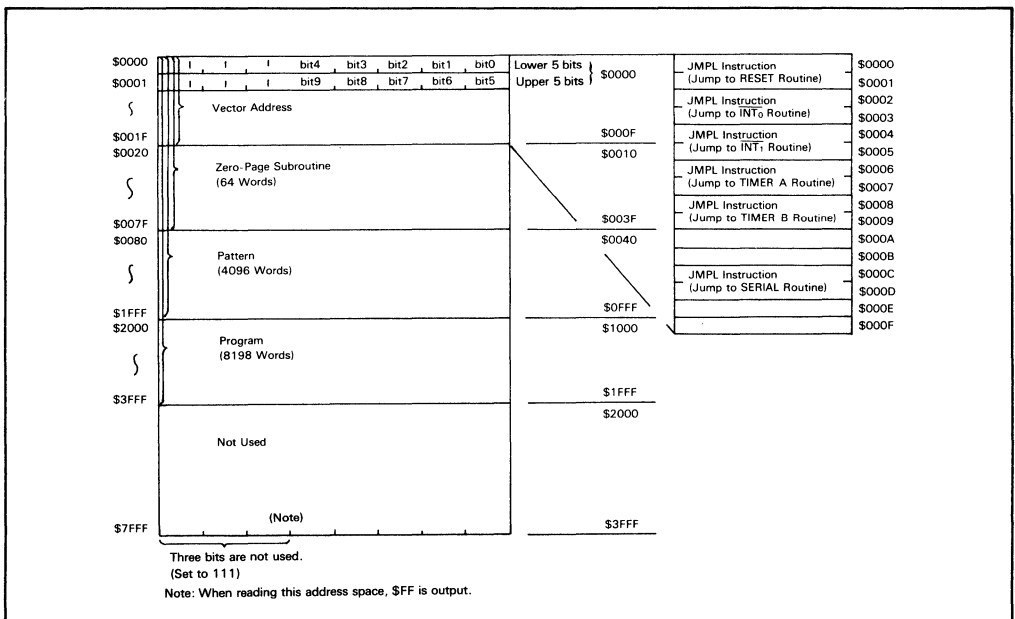 $0000 1 1 1 bit4 bit3 bit2 bit1 bit0 Lower 5 bits
$0001 1 1 1 bit9 bit8 bit7 bit6 bit5 Upper 5 bits
$0000
Vector Address
$001F
$000F
$0020
$0010
Zero-Page Subroutine
(64 Words)
$007F
$003F
$0080
$0040
Pattern
(4096 Words)
$1FFF
$0FFF
$2000
$1000
Program
(8198 Words)
$3FFF
$1FFF
$2000
Not Used
(Note)
$7FFF
$3FFF
Three bits are not used.
(Set to 111)
Note: When reading this address space, $FF is output.
JMPL Instruction
(Jump to RESET Routine)
$0000
$0001
JMPL Instruction
(Jump to INT₀ Routine)
$0002
$0003
JMPL Instruction
(Jump to INT₁ Routine)
$0004
$0005
JMPL Instruction
(Jump to TIMER A Routine)
$0006
$0007
JMPL Instruction
(Jump to TIMER B Routine)
$0008
$0009
$000A
$000B
JMPL Instruction
(Jump to SERIAL Routine)
$000C
$000D
$000E
$000F